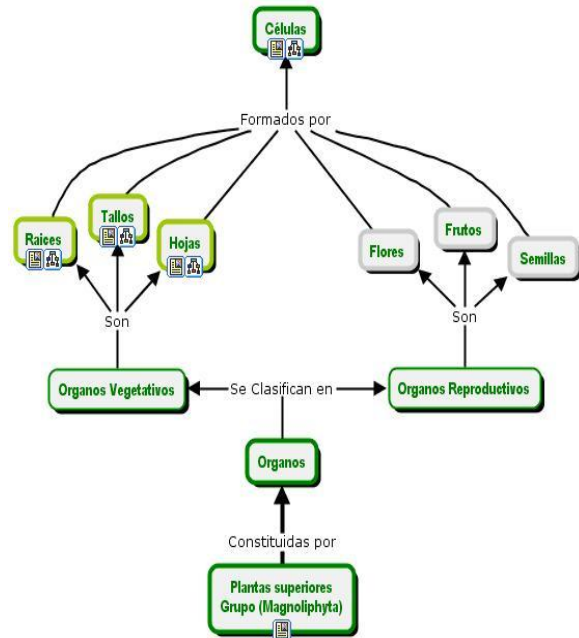 Células
Formados por
Tallos
Frutos
Raices
Hojas
Flores
Semillas
Son
Son
Organos Vegetativos
Se Clasifican en
Organos Reproductivos
Organos
Constituidas por
Plantas superiores
Grupo (Magnoliphyta)